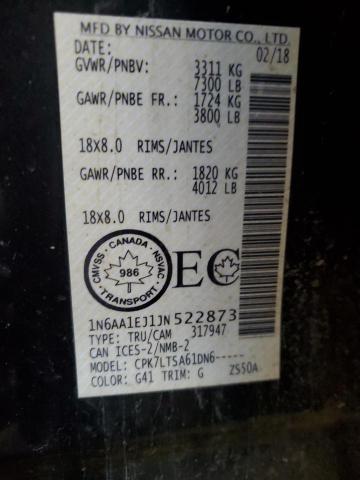 MFD BY NISSAN MOTOR CO., LTD.
DATE: 02/18
GVWR/PNBV: 3311 KG
7300 LB
GAWR/PNBE FR.: 1724 KG
3800 LB
18X8.0 RIMS/JANTES
GAWR/PNBE RR.: 1820 KG
4012 LB
18X8.0 RIMS/JANTES
CMVSS · CANADA · NSVAC
986
TRANSPORT
EC
1N6AA1EJ1JN522873
TYPE: TRU/CAM 317947
CAN ICES-2/NMB-2
MODEL: CPK7LTSA61DN6-----
COLOR: G41 TRIM: G ZS50A